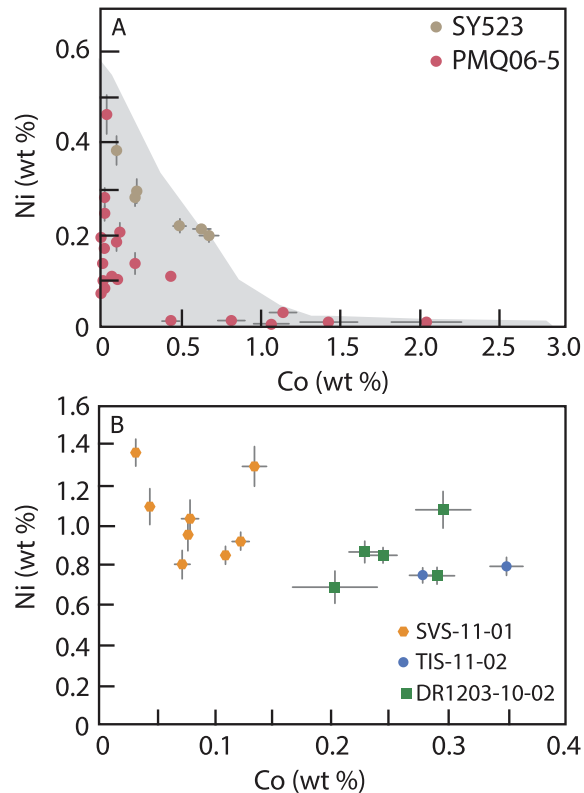 A
SY523
PMQ06-5
Ni (wt %)
0.6
0.4
0.2
0
0.5
1.0
1.5
2.0
2.5
3.0
Co (wt %)
B
1.6
1.4
1.2
1.0
0.8
0.6
0.4
0.2
0
Ni (wt %)
SVS-11-01
TIS-11-02
DR1203-10-02
0
0.1
0.2
0.3
0.4
Co (wt %)